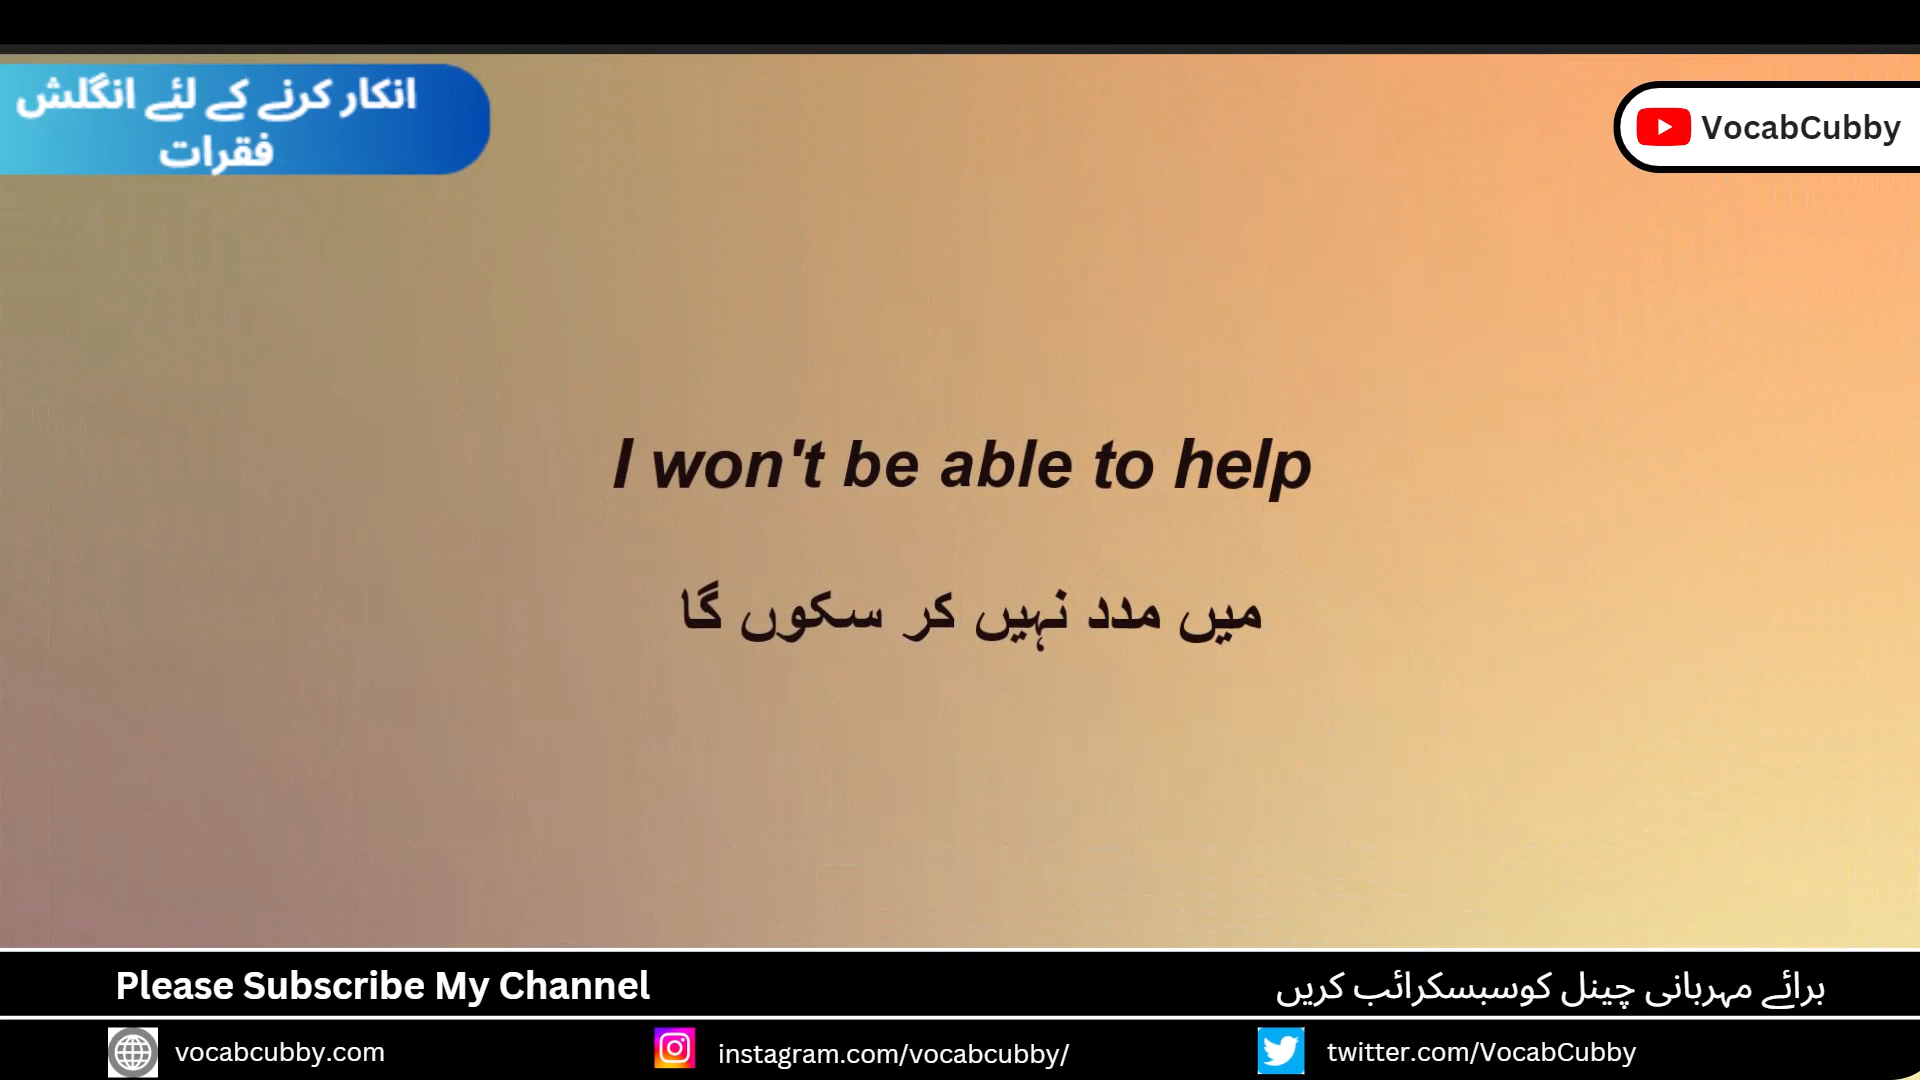 انکار کرنے کے لئے انگلش
فقرات
VocabCubby
I won't be able to help
میں مدد نہیں کر سکوں گا
Please Subscribe My Channel
برائے مہربانی چینل کوسبسکرائب کریں
vocabcubby.com
instagram.com/vocabcubby/
twitter.com/VocabCubby